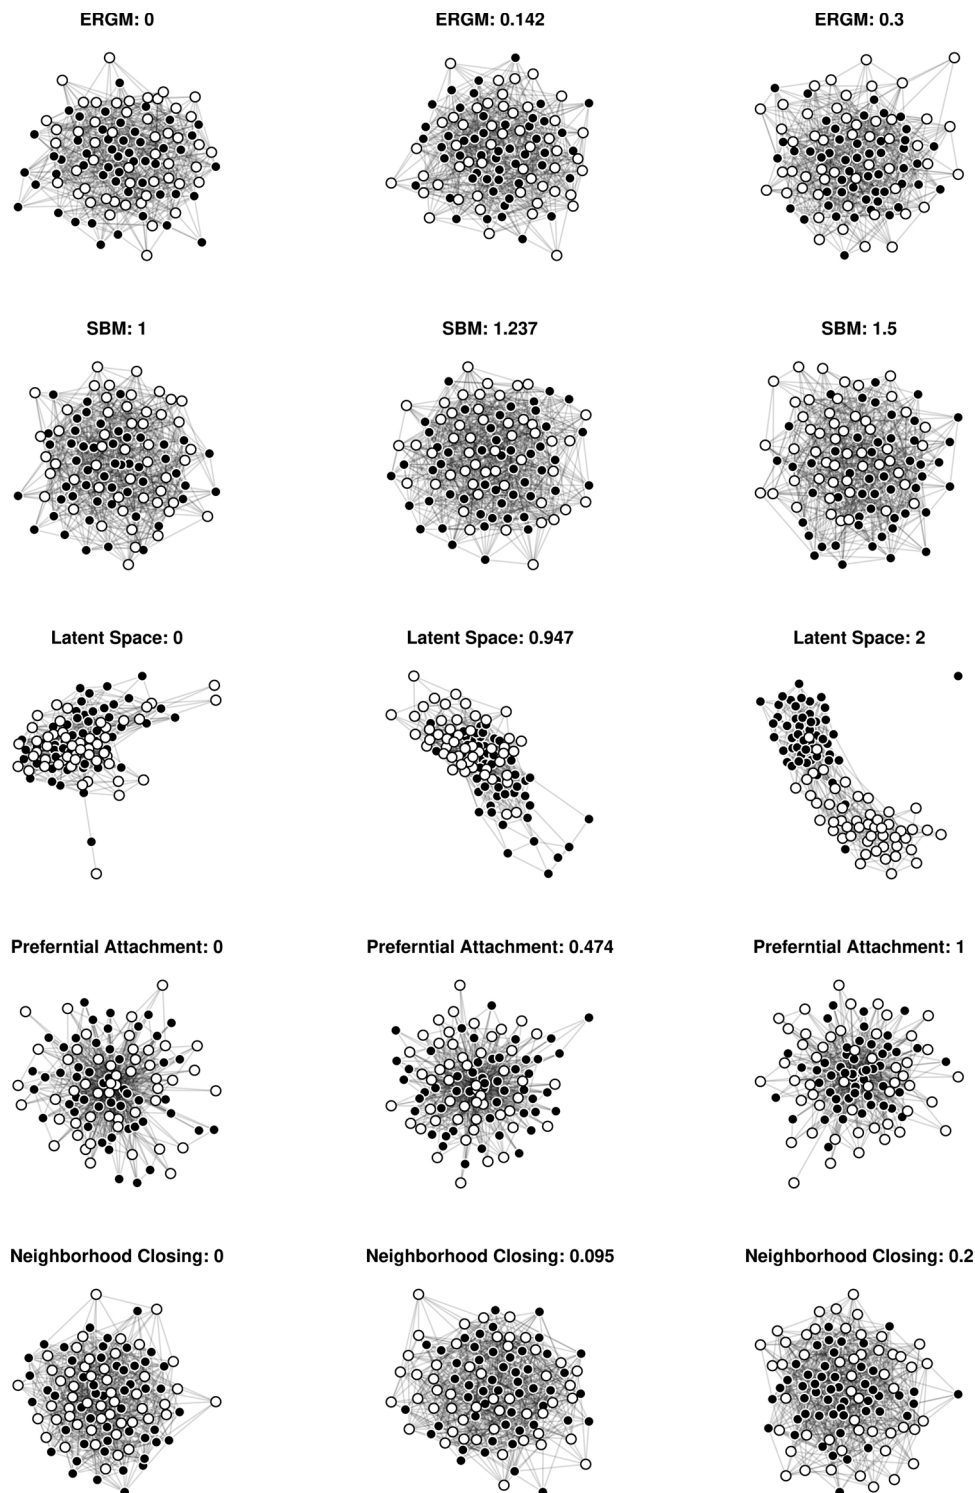 ERGM: 0
ERGM: 0.142
ERGM: 0.3
SBM: 1
SBM: 1.237
SBM: 1.5
Latent Space: 0
Latent Space: 0.947
Latent Space: 2
Preferntial Attachment: 0
Preferntial Attachment: 0.474
Preferntial Attachment: 1
Neighborhood Closing: 0
Neighborhood Closing: 0.095
Neighborhood Closing: 0.2